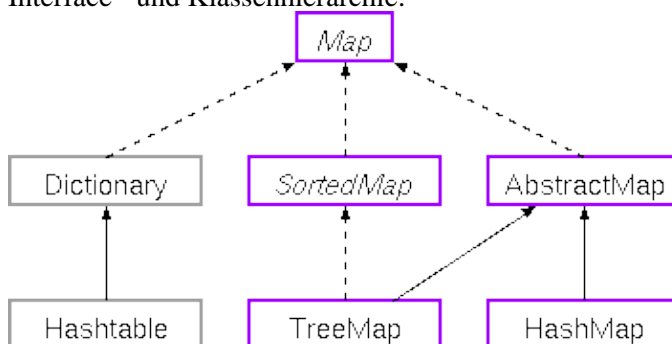 Interface- und Klassenhierarchie:
Map
Dictionary SortedMap AbstractMap
Hashtable TreeMap HashMap